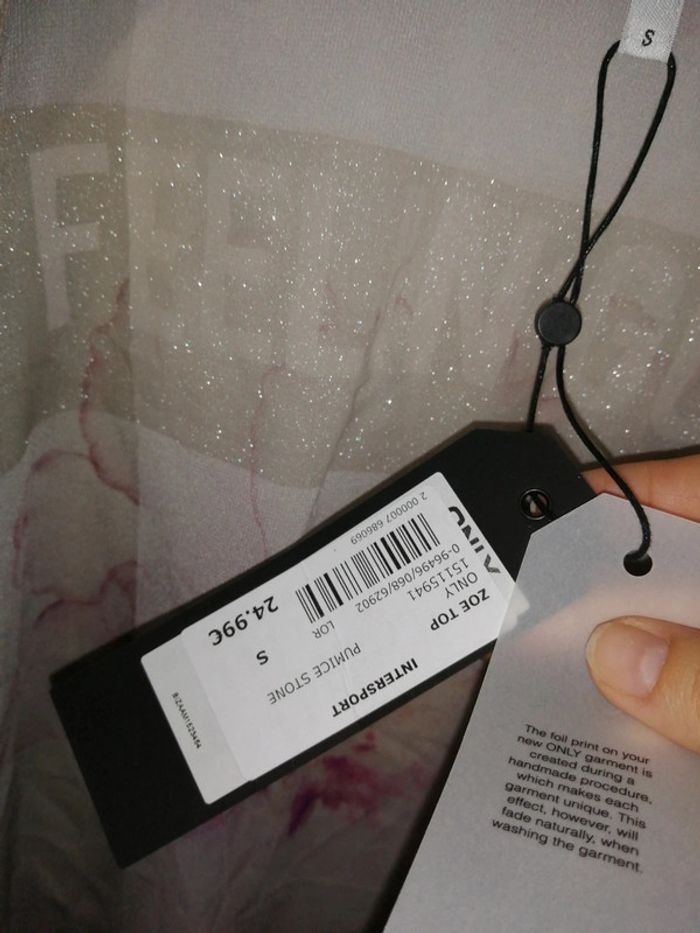 S
FEELING
INTERSPORT
ZOE TOP
ONLY
15115941
0-96496/068/62902
LOR
2 000007 686069
PUMICE STONE
S
24.99€
ONLY
The foil print on your
new ONLY garment is
created during a
handmade procedure,
which makes each
garment unique. This
effect, however, will
fade naturally, when
washing the garment.